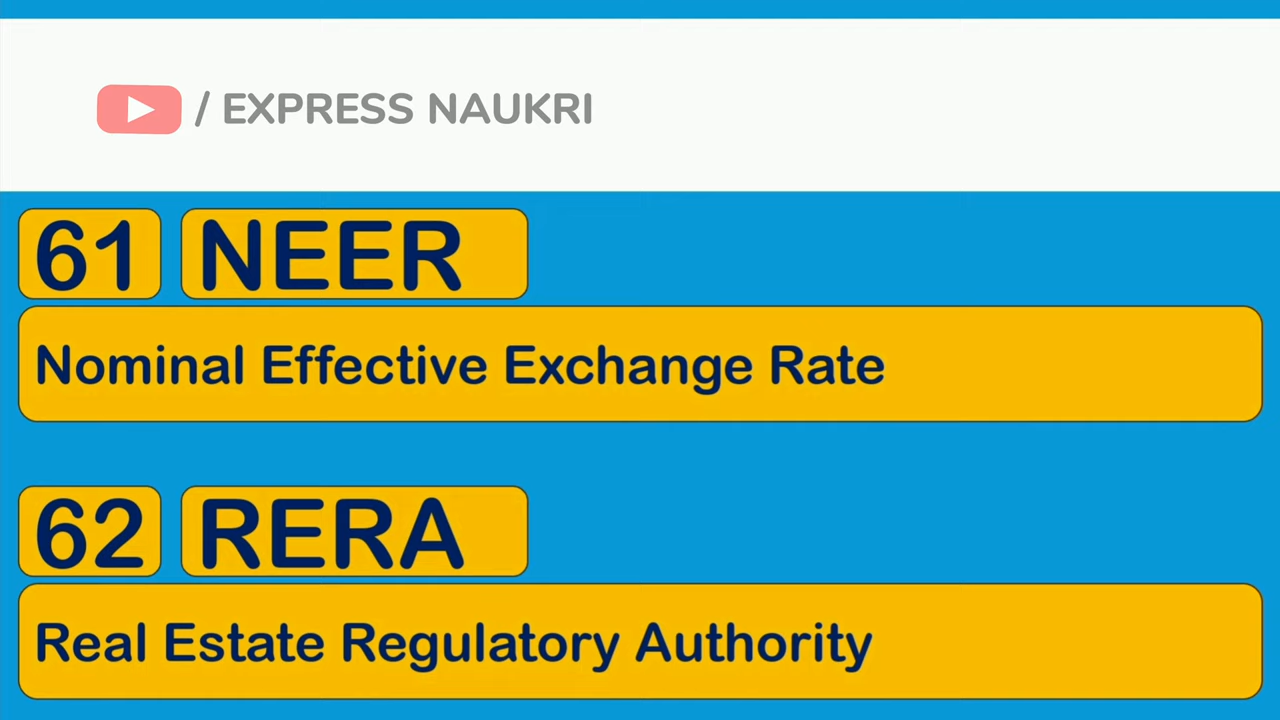 / EXPRESS NAUKRI
61 NEER
Nominal Effective Exchange Rate
62 RERA
Real Estate Regulatory Authority